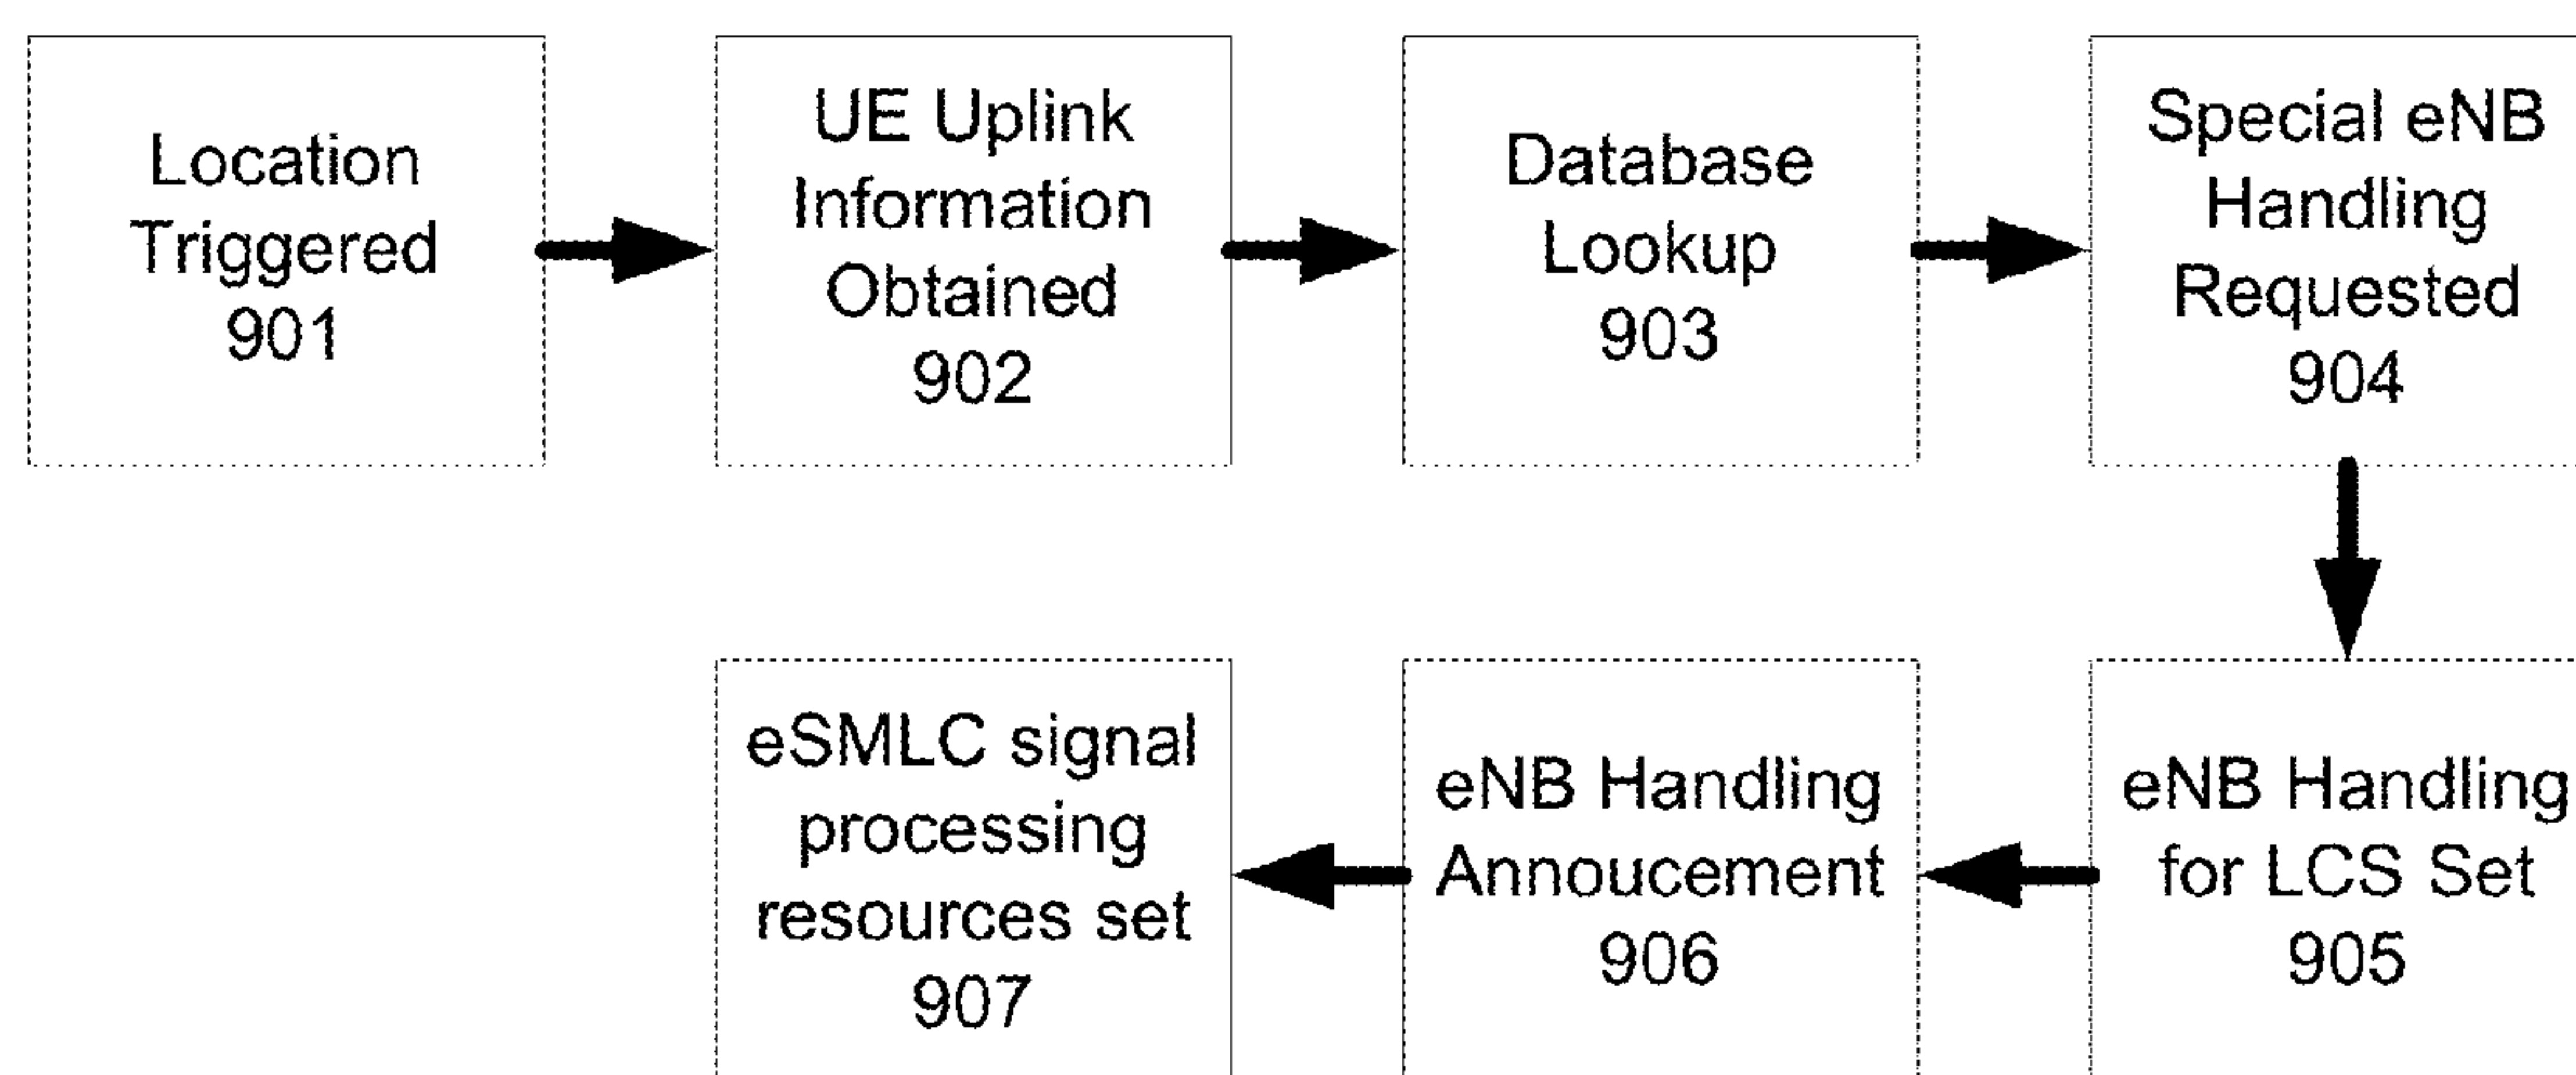 Location
Triggered
901
UE Uplink
Information
Obtained
902
Database
Lookup
903
Special eNB
Handling
Requested
904
eNB Handling
for LCS Set
905
eNB Handling
Annoucement
906
eSMLC signal
processing
resources set
907